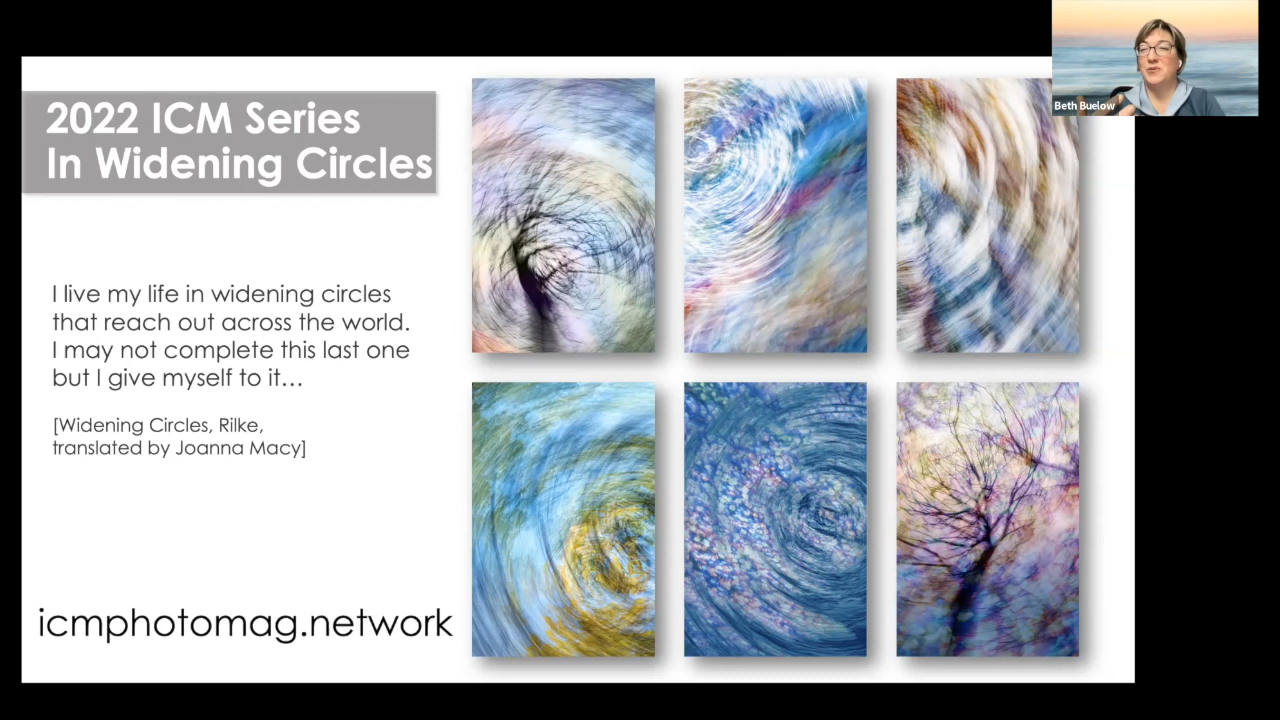 2022 ICM Series
In Widening Circles
I live my life in widening circles
that reach out across the world.
I may not complete this last one
but I give myself to it…
[Widening Circles, Rilke,
translated by Joanna Macy]
icmphotomag.network
Beth Buelow